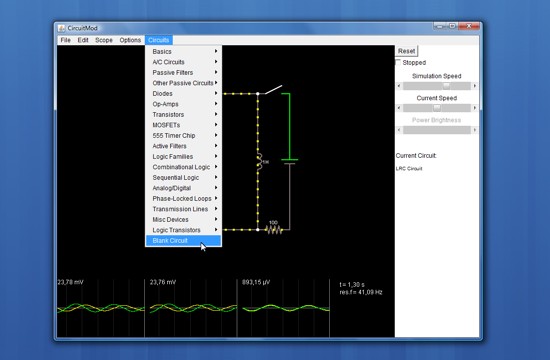 CircuitMod
File Edit Scope Options Circuits
Basics
A/C Circuits
Passive Filters
Other Passive Circuits
Diodes
Op-Amps
Transistors
MOSFETs
555 Timer Chip
Active Filters
Logic Families
Combinational Logic
Sequential Logic
Analog/Digital
Phase-Locked Loops
Transmission Lines
Misc Devices
Logic Transistors
Blank Circuit
100
Reset
Stopped
Simulation Speed
Current Speed
Power Brightness
Current Circuit:
LRC Circuit
23,78 mV
23,76 mV
893,15 µV
t = 1,30 s
res.f = 41,09 Hz